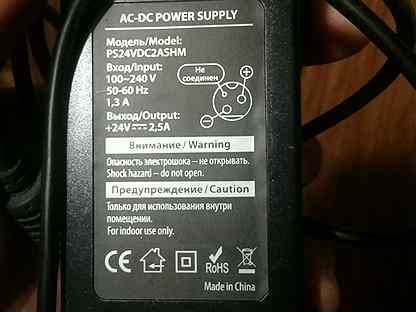 AC-DC POWER SUPPLY
Модель/Model:
PS24VDC2ASHM
Вход/Input:
100~240 V
50-60 Hz
1,3 A
Выход/Output:
+24V 2,5A
Не
соединен
+
−
Внимание / Warning
Опасность электрошока – не открывать.
Shock hazard – do not open.
Предупреждение / Caution
Только для использования внутри
помещении.
For indoor use only.
CE
RoHS
Made in China